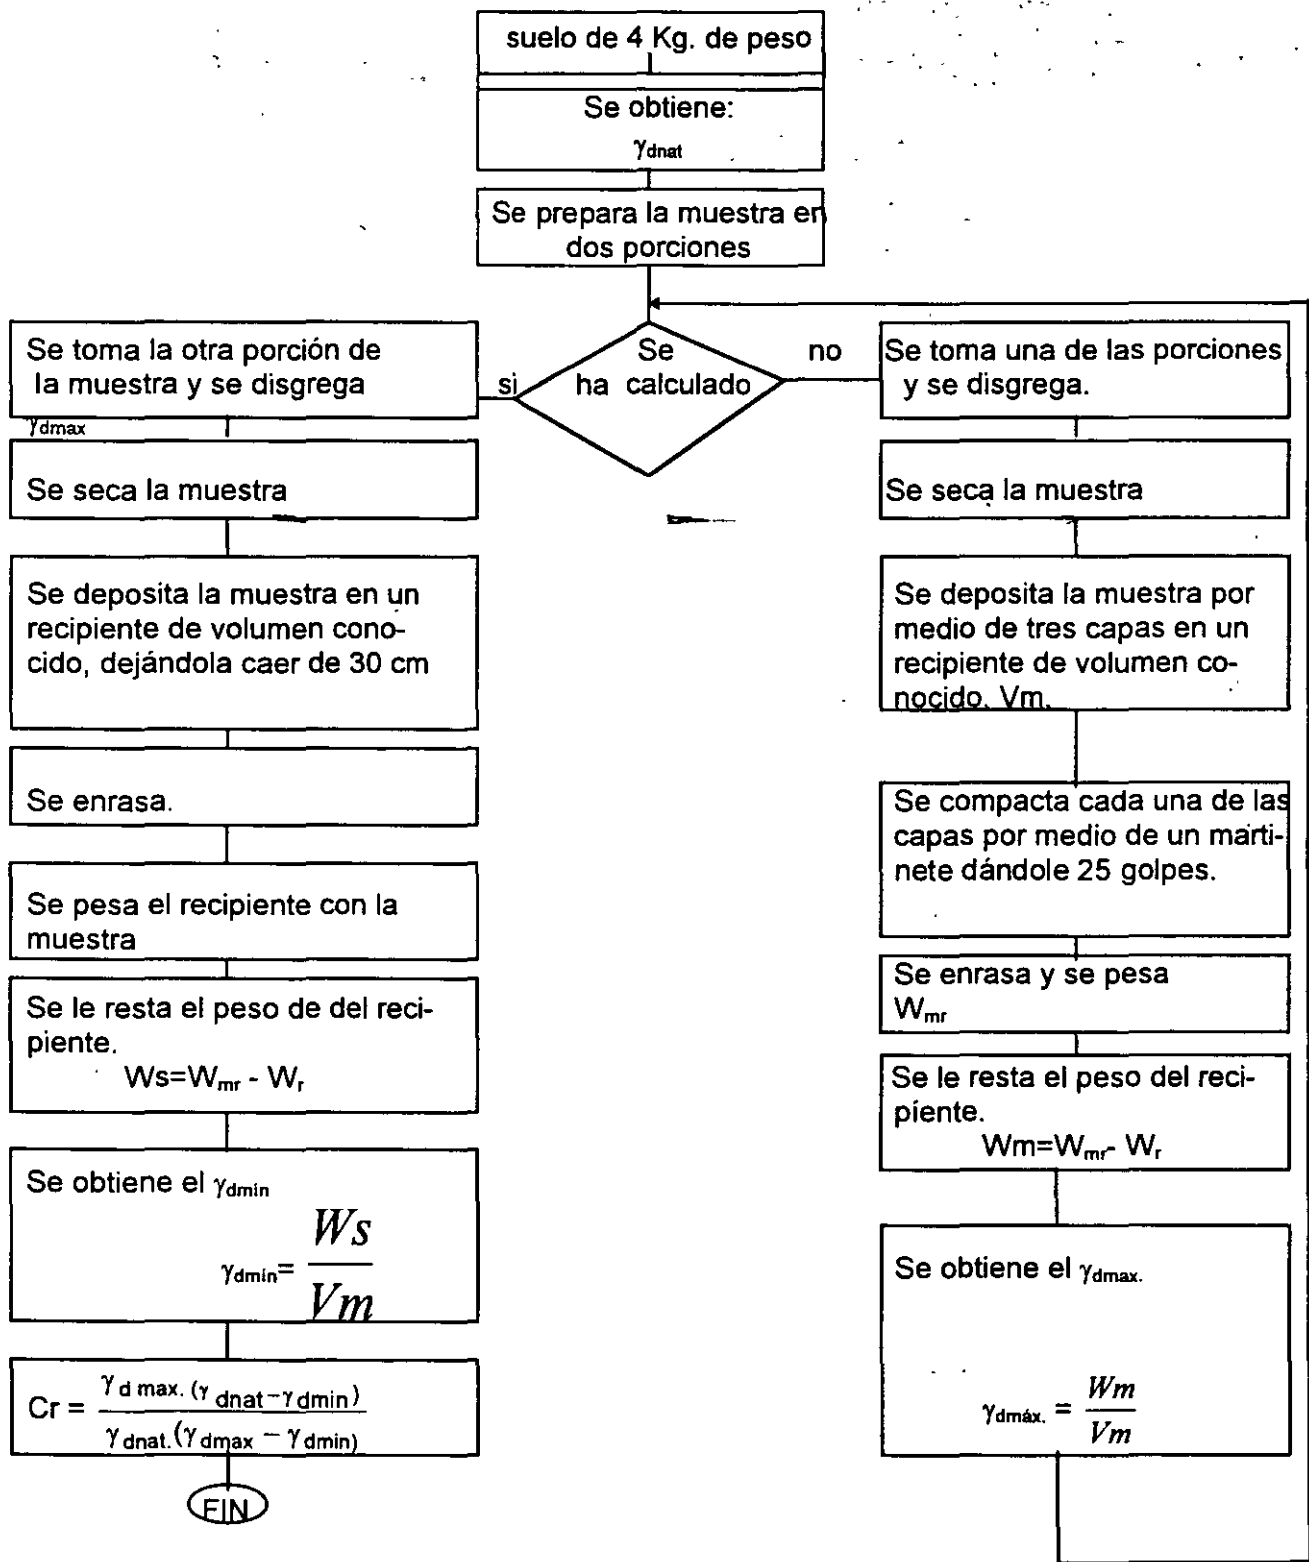 suelo de 4 Kg. de peso
Se obtiene:
γdnat
Se prepara la muestra en
dos porciones
Se
ha calculado
si
no
Se toma la otra porción de
la muestra y se disgrega
γdmax
Se seca la muestra
Se deposita la muestra en un
recipiente de volumen cono-
cido, dejándola caer de 30 cm
Se enrasa.
Se pesa el recipiente con la
muestra
Se le resta el peso de del reci-
piente.
Ws=Wmr - Wr
Se obtiene el γdmin
γdmin= Ws/Vm
Cr = γd max. (γdnat-γdmin) / γdnat.(γdmax - γdmin)
FIN
Se toma una de las porciones
y se disgrega.
Se seca la muestra
Se deposita la muestra por
medio de tres capas en un
recipiente de volumen co-
nocido. Vm.
Se compacta cada una de las
capas por medio de un marti-
nete dándole 25 golpes.
Se enrasa y se pesa
Wmr
Se le resta el peso del reci-
piente.
Wm=Wmr- Wr
Se obtiene el γdmax.
γdmáx. = Wm/Vm